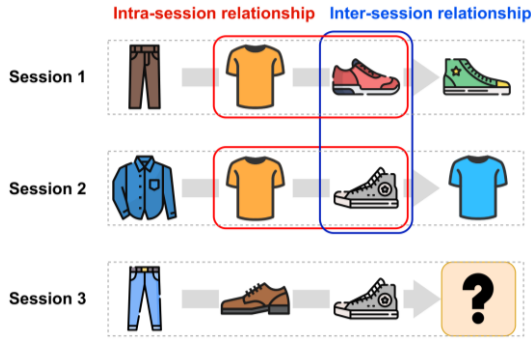 Intra-session relationship Inter-session relationship
Session 1
Session 2
Session 3
?